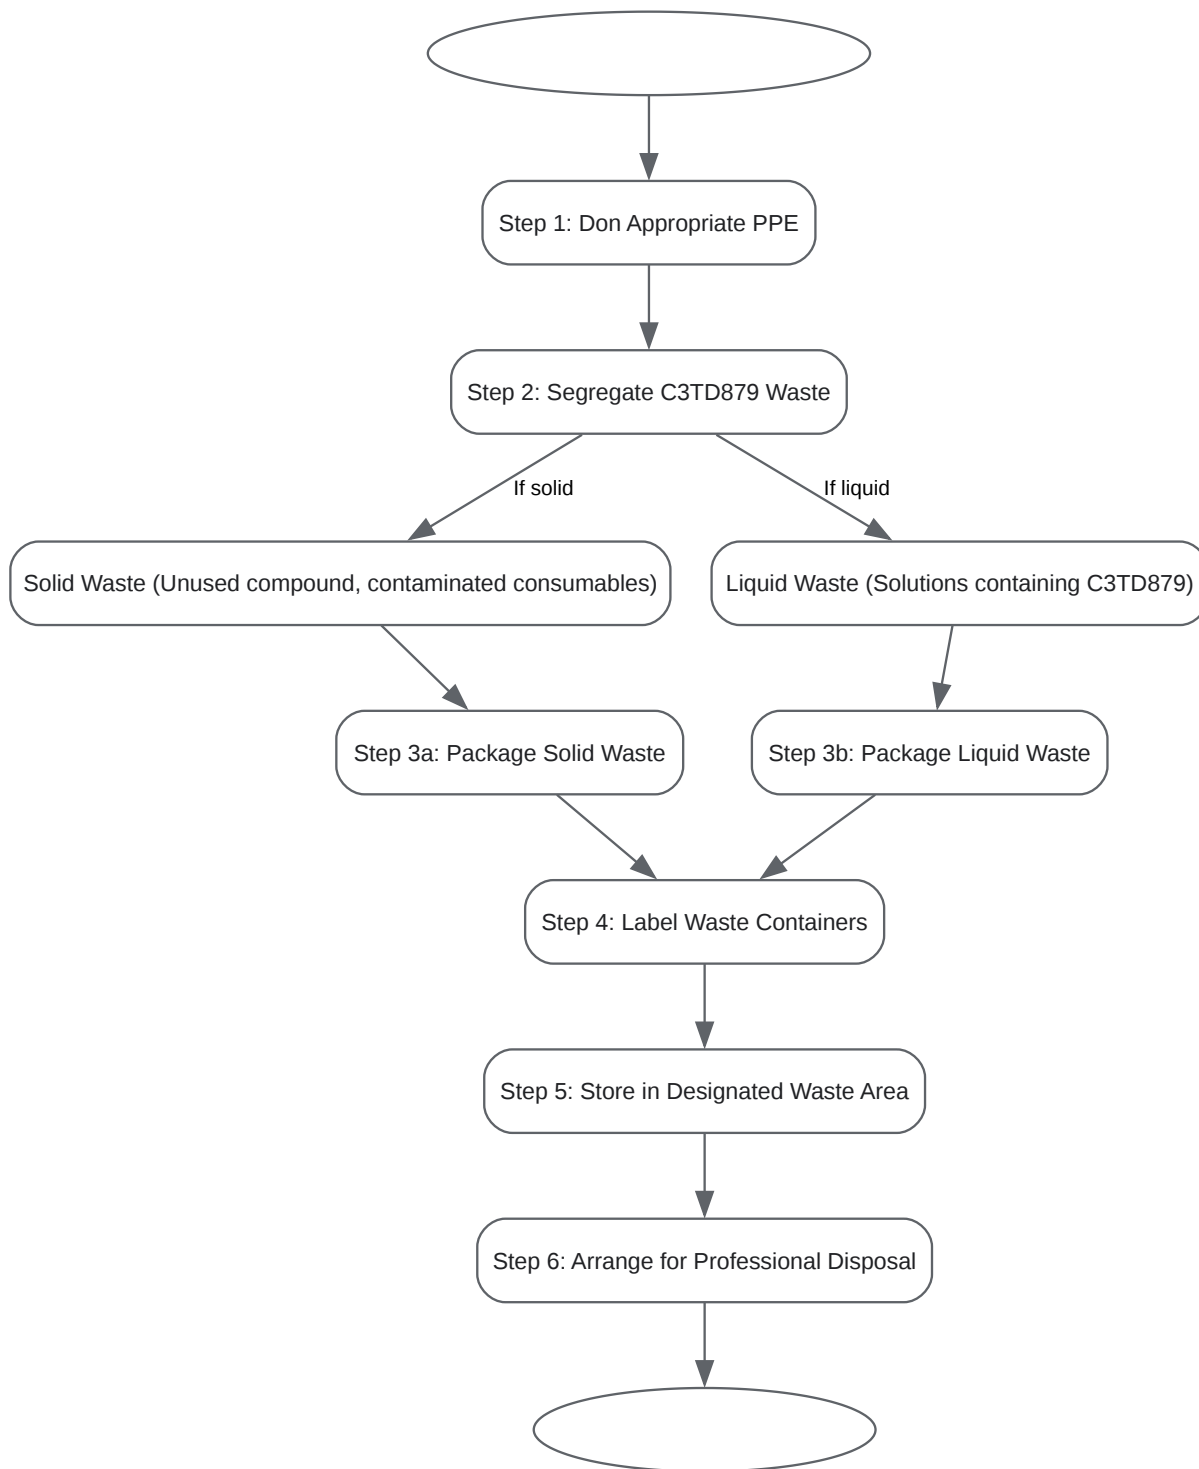 Step 1: Don Appropriate PPE
Step 2: Segregate C3TD879 Waste
If solid
If liquid
Solid Waste (Unused compound, contaminated consumables)
Liquid Waste (Solutions containing C3TD879)
Step 3a: Package Solid Waste
Step 3b: Package Liquid Waste
Step 4: Label Waste Containers
Step 5: Store in Designated Waste Area
Step 6: Arrange for Professional Disposal